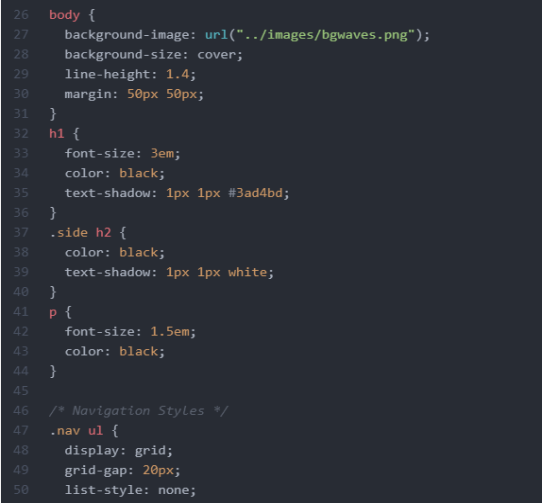 26 body {
27   background-image: url("../images/bgwaves.png");
28   background-size: cover;
29   line-height: 1.4;
30   margin: 50px 50px;
31 }
32 h1 {
33   font-size: 3em;
34   color: black;
35   text-shadow: 1px 1px #3ad4bd;
36 }
37 .side h2 {
38   color: black;
39   text-shadow: 1px 1px white;
40 }
41 p {
42   font-size: 1.5em;
43   color: black;
44 }
45
46 /* Navigation Styles */
47 .nav ul {
48   display: grid;
49   grid-gap: 20px;
50   list-style: none;